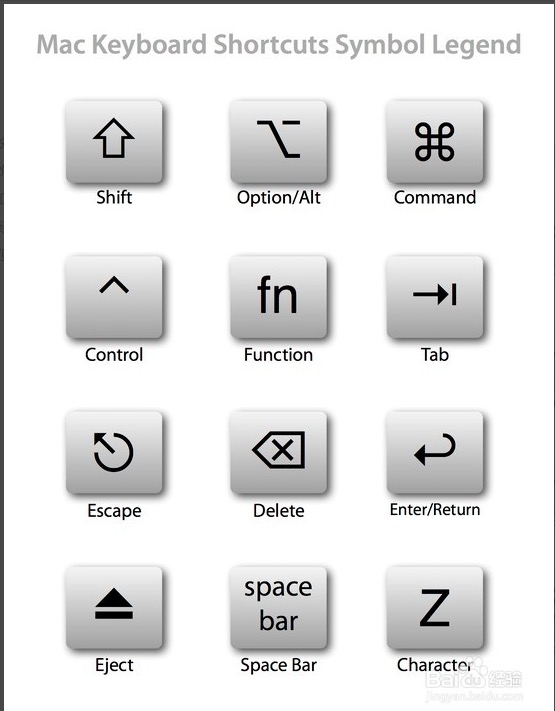 Mac Keyboard Shortcuts Symbol Legend
⇧ ⌥ ⌘
Shift Option/Alt Command
^ fn ⇥
Control Function Tab
⎋ ⌫ ↩
Escape Delete Enter/Return
⏏ space bar Z
Eject Space Bar Character
Baidu 经验
jingyan.baidu.com